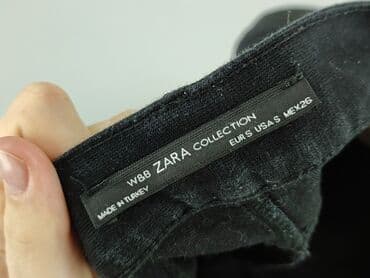 W&B ZARA COLLECTION
EUR S USA S MEX 26
MADE IN TURKEY